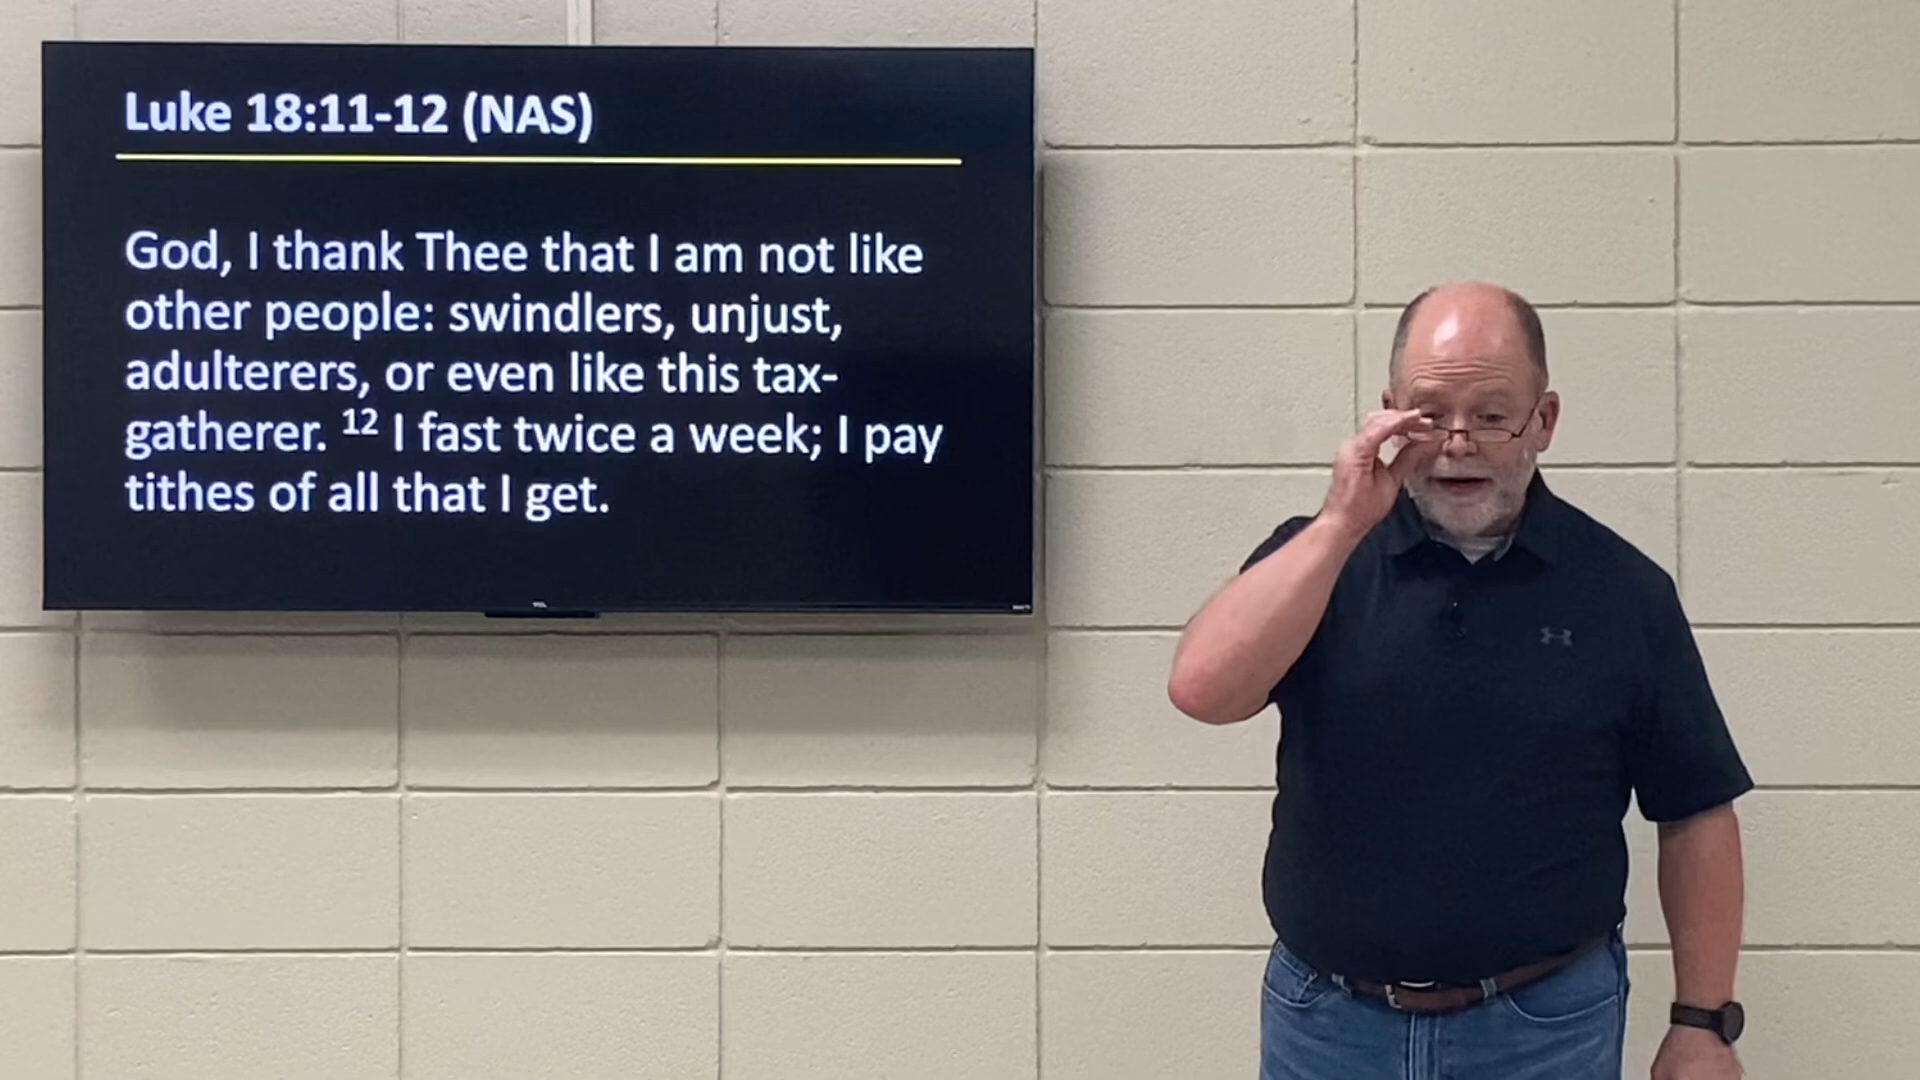 Luke 18:11-12 (NAS)
God, I thank Thee that I am not like
other people: swindlers, unjust,
adulterers, or even like this tax-
gatherer. 12 I fast twice a week; I pay
tithes of all that I get.
TCL